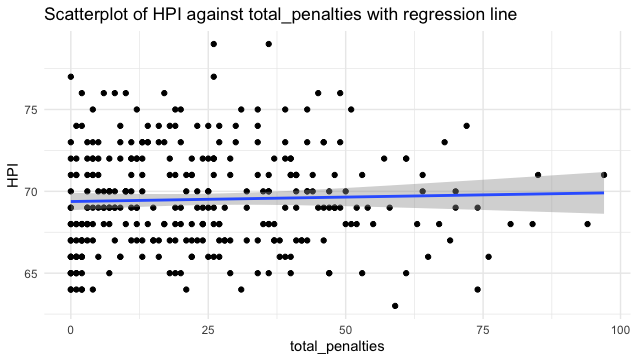 Scatterplot of HPI against total_penalties with regression line
HPI
75
70
65
0
25
50
75
100
total_penalties